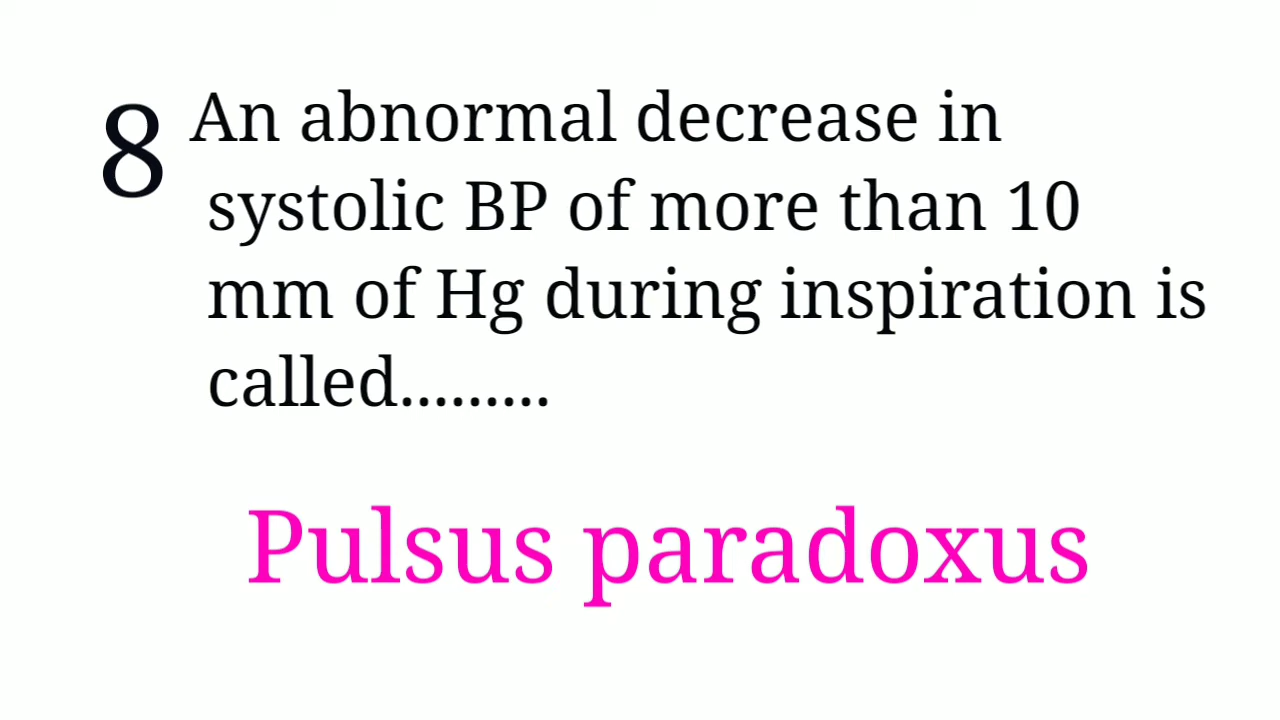 8 An abnormal decrease in
systolic BP of more than 10
mm of Hg during inspiration is
called.........
Pulsus paradoxus